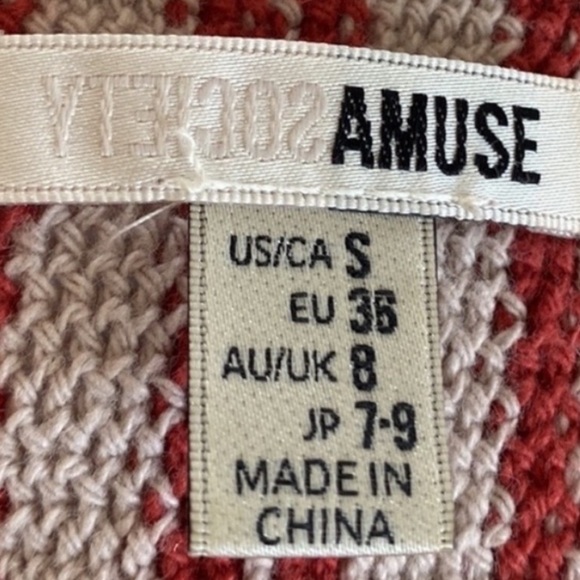 SOCIETY AMUSE
US/CA S
EU 36
AU/UK 8
JP 7-9
MADE IN
CHINA